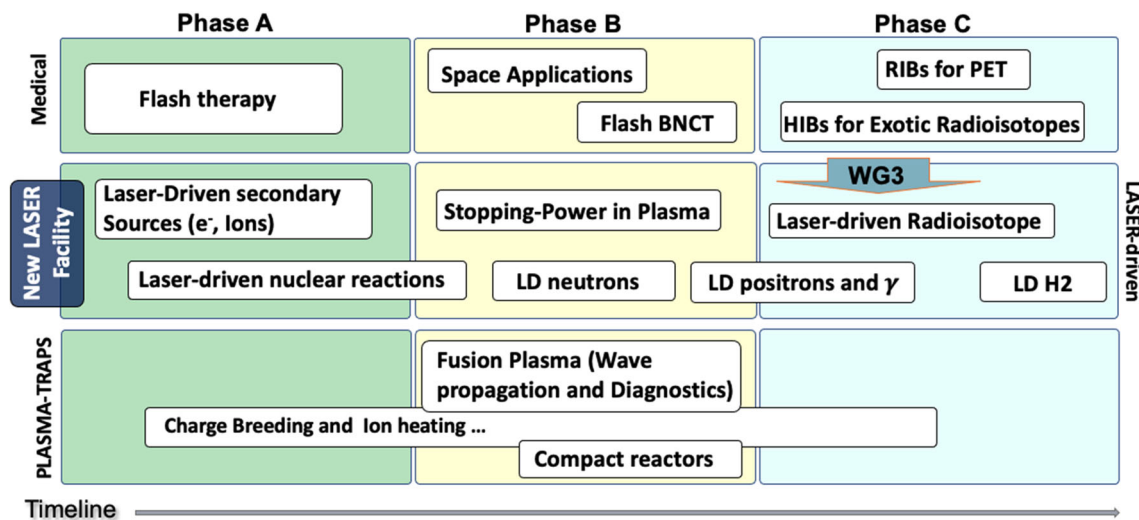 Phase A
Phase B
Phase C
Medical
Flash therapy
Space Applications
Flash BNCT
RIBs for PET
HIBs for Exotic Radioisotopes
New LASER
Facility
Laser-Driven secondary
Sources (e-, Ions)
Laser-driven nuclear reactions
Stopping-Power in Plasma
LD neutrons
WG3
Laser-driven Radioisotope
LD positrons and γ
LD H2
LASER-driven
PLASMA-TRAPS
Fusion Plasma (Wave
propagation and Diagnostics)
Charge Breeding and Ion heating ...
Compact reactors
Timeline